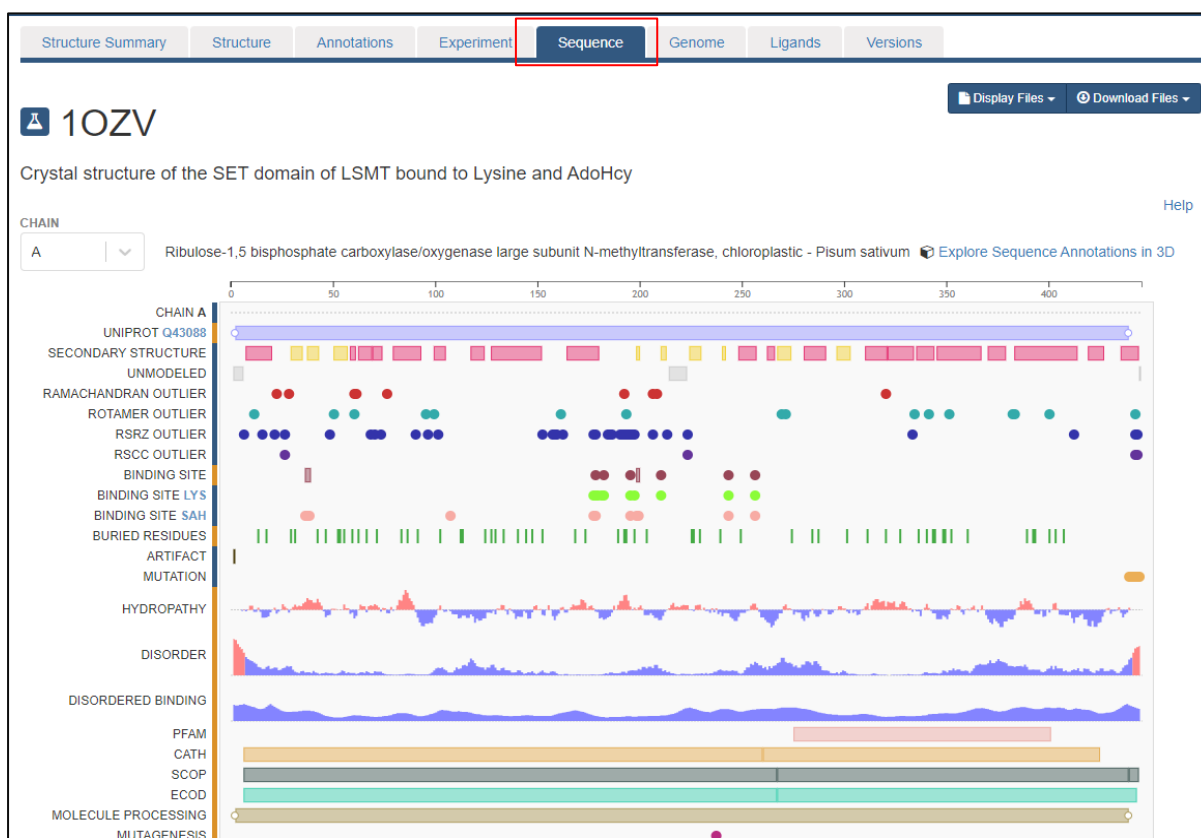 Structure Summary Structure Annotations Experiment Sequence Genome Ligands Versions
Display Files Download Files
1OZV
Crystal structure of the SET domain of LSMT bound to Lysine and AdoHcy
Help
CHAIN
A Ribulose-1,5 bisphosphate carboxylase/oxygenase large subunit N-methyltransferase, chloroplastic - Pisum sativum Explore Sequence Annotations in 3D
0 50 100 150 200 250 300 350 400
CHAIN A
UNIPROT Q43088
SECONDARY STRUCTURE
UNMODELED
RAMACHANDRAN OUTLIER
ROTAMER OUTLIER
RSRZ OUTLIER
RSCC OUTLIER
BINDING SITE
BINDING SITE LYS
BINDING SITE SAH
BURIED RESIDUES
ARTIFACT
MUTATION
HYDROPATHY
DISORDER
DISORDERED BINDING
PFAM
CATH
SCOP
ECOD
MOLECULE PROCESSING
MUTAGENESIS